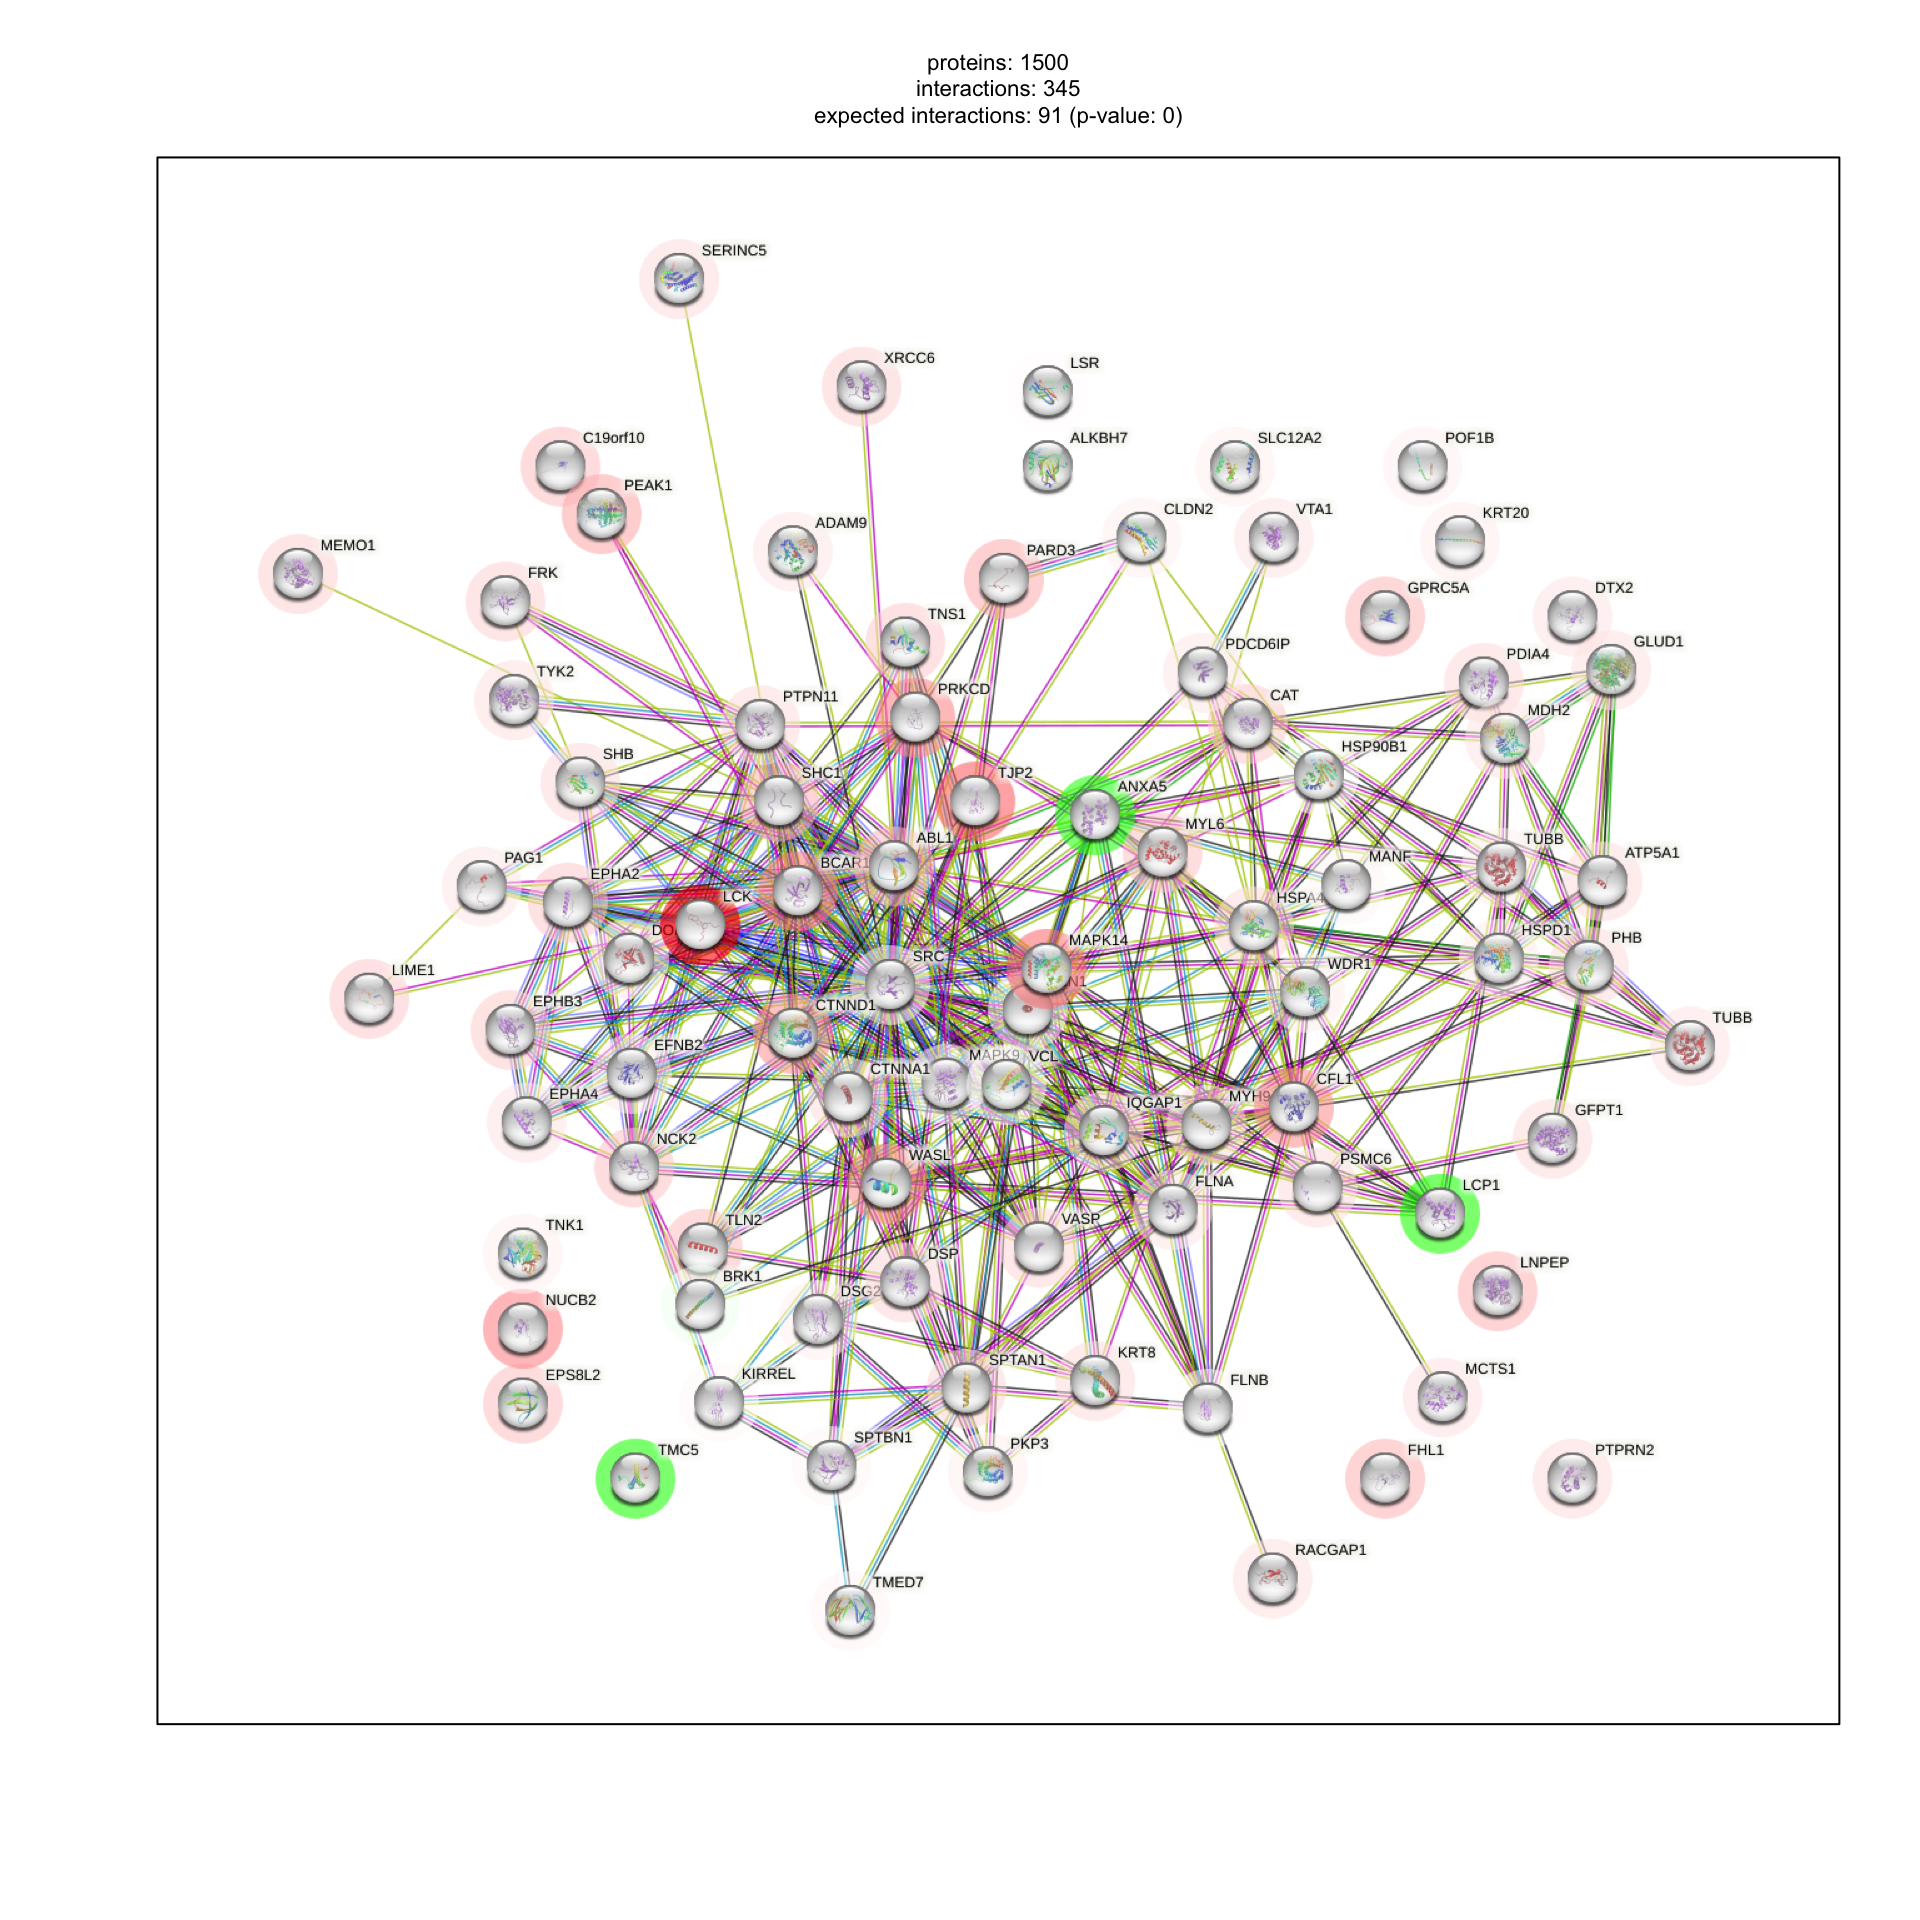 proteins: 1500
interactions: 345
expected interactions: 91 (p-value: 0)
SERINC5
XRCC6
LSR
C19orf10
ALKBH7
SLC12A2
POF1B
PEAK1
ADAM9
CLDN2
VTA1
KRT20
MEMO1
PARD3
FRK
GPRC5A
DTX2
TNS1
PDCD6IP
GLUD1
PDIA4
TYK2
PTPN11
PRKCD
CAT
MDH2
SHB
HSP90B1
SHC1
TJP2
ANXA5
MYL6
ABL1
TUBB
PAG1
BCAR1
MANF
ATP5A1
EPHA2
LCK
HSPA4
DO
MAPK14
HSPD1
PHB
LIME1
SRC
WDR1
N1
EPHB3
CTNND1
TUBB
EFNB2
MAPK9
VCL
CTNNA1
CFL1
EPHA4
IQGAP1
MYH9
GFPT1
NCK2
WASL
PSMC6
FLNA
LCP1
TNK1
TLN2
VASP
DSP
LNPEP
BRK1
DSG2
NUCB2
SPTAN1
KRT8
EPS8L2
KIRREL
FLNB
MCTS1
TMC5
SPTBN1
PKP3
FHL1
PTPRN2
RACGAP1
TMED7